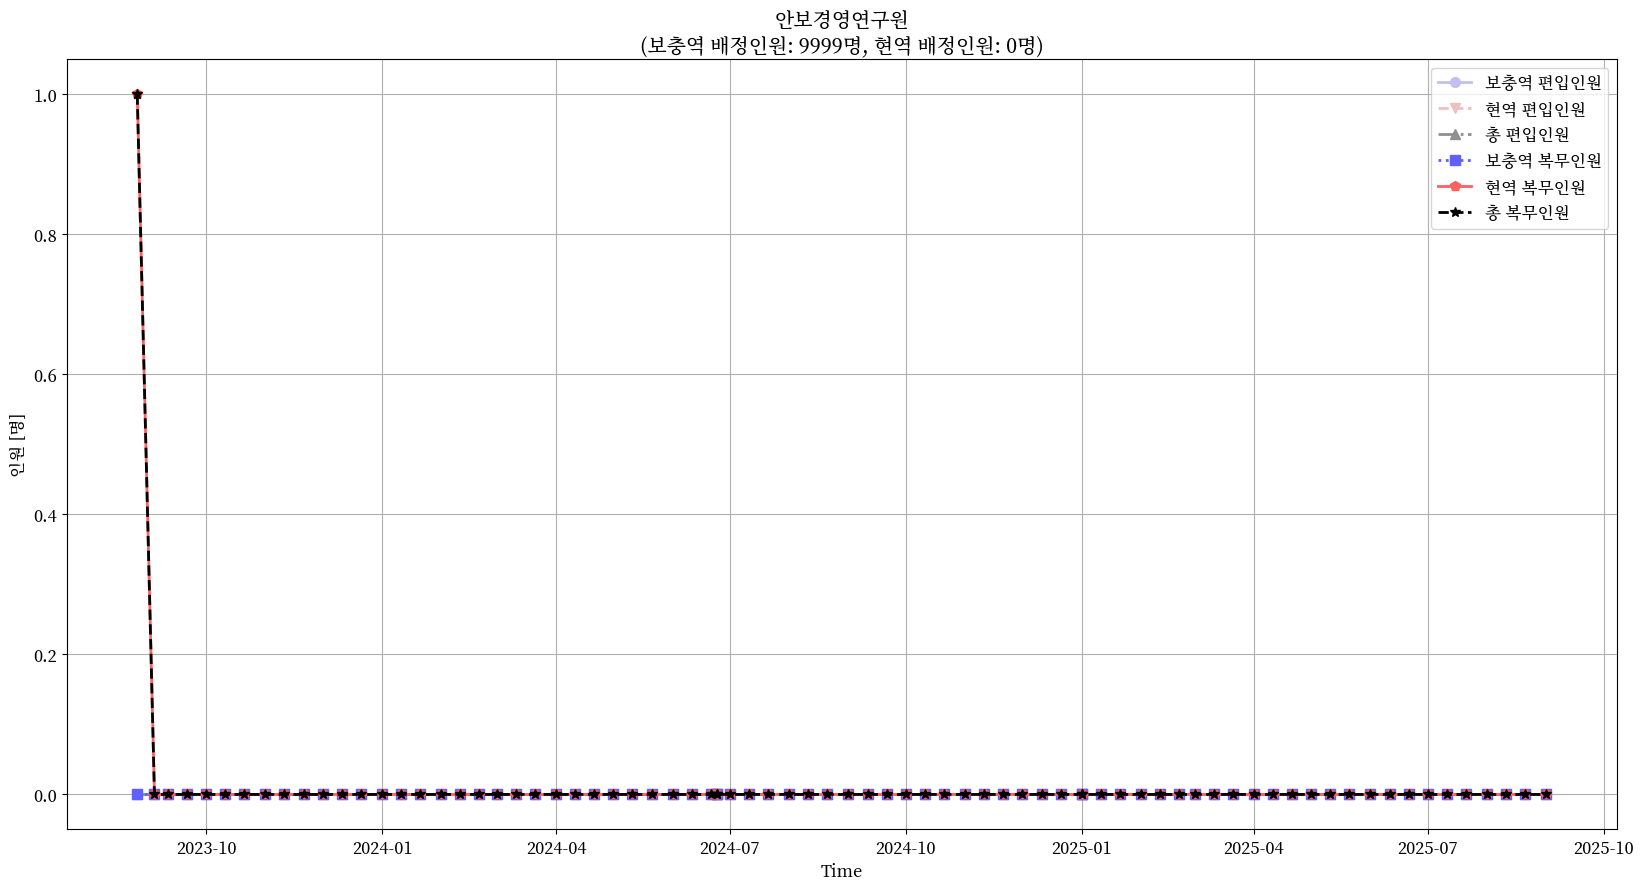 안보경영연구원
(보충역 배정인원: 9999명, 현역 배정인원: 0명)
보충역 편입인원
현역 편입인원
총 편입인원
보충역 복무인원
현역 복무인원
총 복무인원
인원 [명]
1.0
0.8
0.6
0.4
0.2
0.0
2023-10
2024-01
2024-04
2024-07
2024-10
2025-01
2025-04
2025-07
2025-10
Time